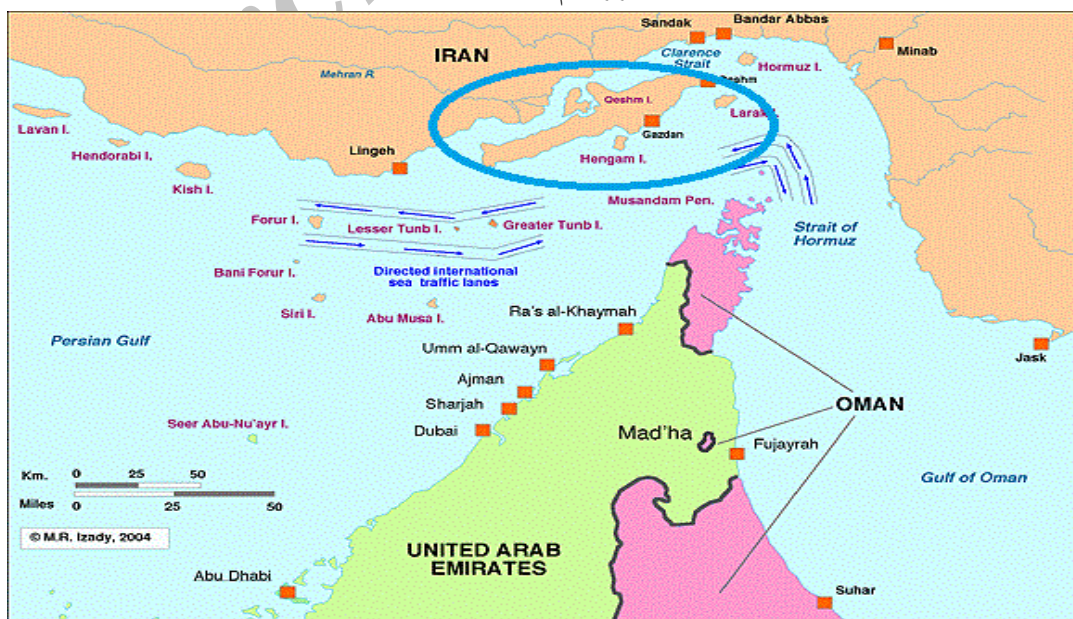 Sandak
Bandar Abbas
IRAN
Clarence
Strait
Minab
Mehran R.
Hormuz I.
Qeshm I.
Lavan I.
Gazdan
Hendorabi I.
Lingeh
Hengam I.
Kish I.
Musandam Pen.
Forur I.
Lesser Tunb I.
Greater Tunb I.
Strait of
Hormuz
Bani Forur I.
Directed international
sea traffic lanes
Siri I.
Abu Musa I.
Ra's al-Khaymah
Persian Gulf
Umm al-Qawayn
Jask
Ajman
OMAN
Sharjah
Seer Abu-Nu'ayr I.
Dubai
Mad'ha
Fujayrah
Km. 0 25 50
Gulf of Oman
Miles 0 25 50
© M.R. Izady, 2004
UNITED ARAB
EMIRATES
Abu Dhabi
Suhar